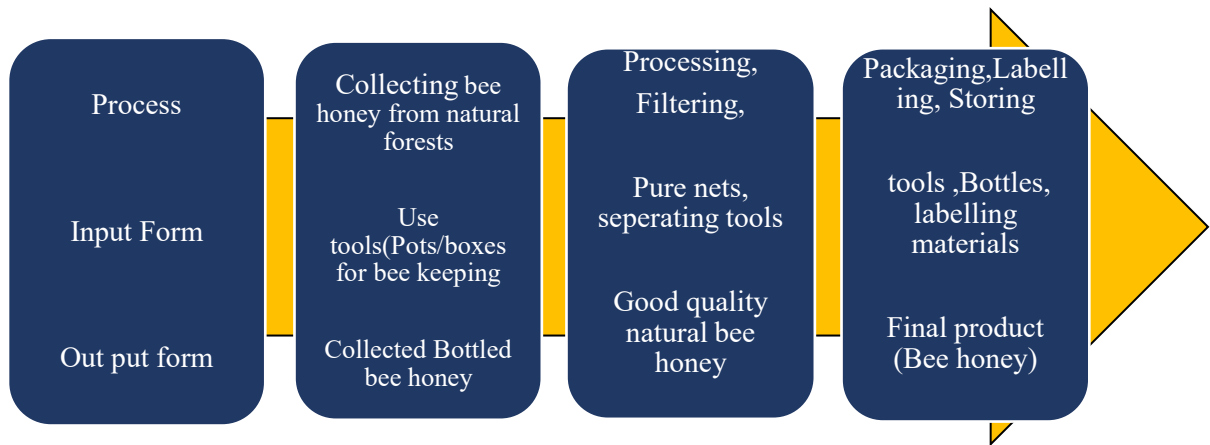 Process
Input Form
Out put form
Collecting bee
honey from natural
forests
Use
tools(Pots/boxes
for bee keeping
Collected Bottled
bee honey
Processing,
Filtering,
Pure nets,
seperating tools
Good quality
natural bee
honey
Packaging,Labell
ing, Storing
tools ,Bottles,
labelling
materials
Final product
(Bee honey)